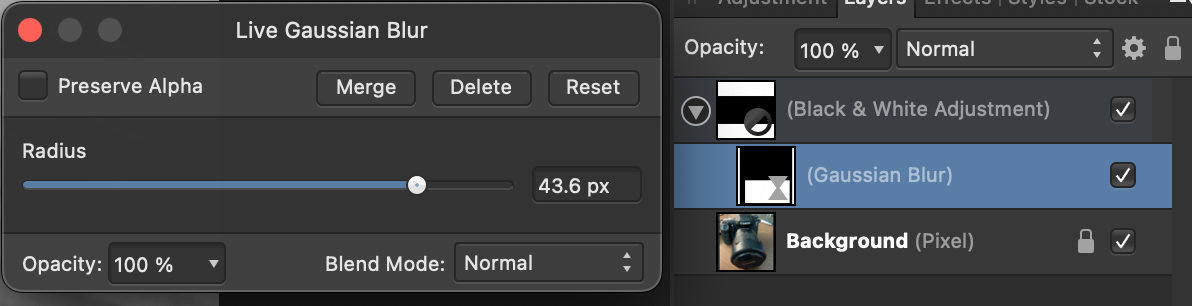 Live Gaussian Blur
Preserve Alpha Merge Delete Reset
Radius
43.6 px
Opacity: 100 % Blend Mode: Normal
Adjustment Layers Effects Styles Stock
Opacity: 100 % Normal
(Black & White Adjustment)
(Gaussian Blur)
Background (Pixel)